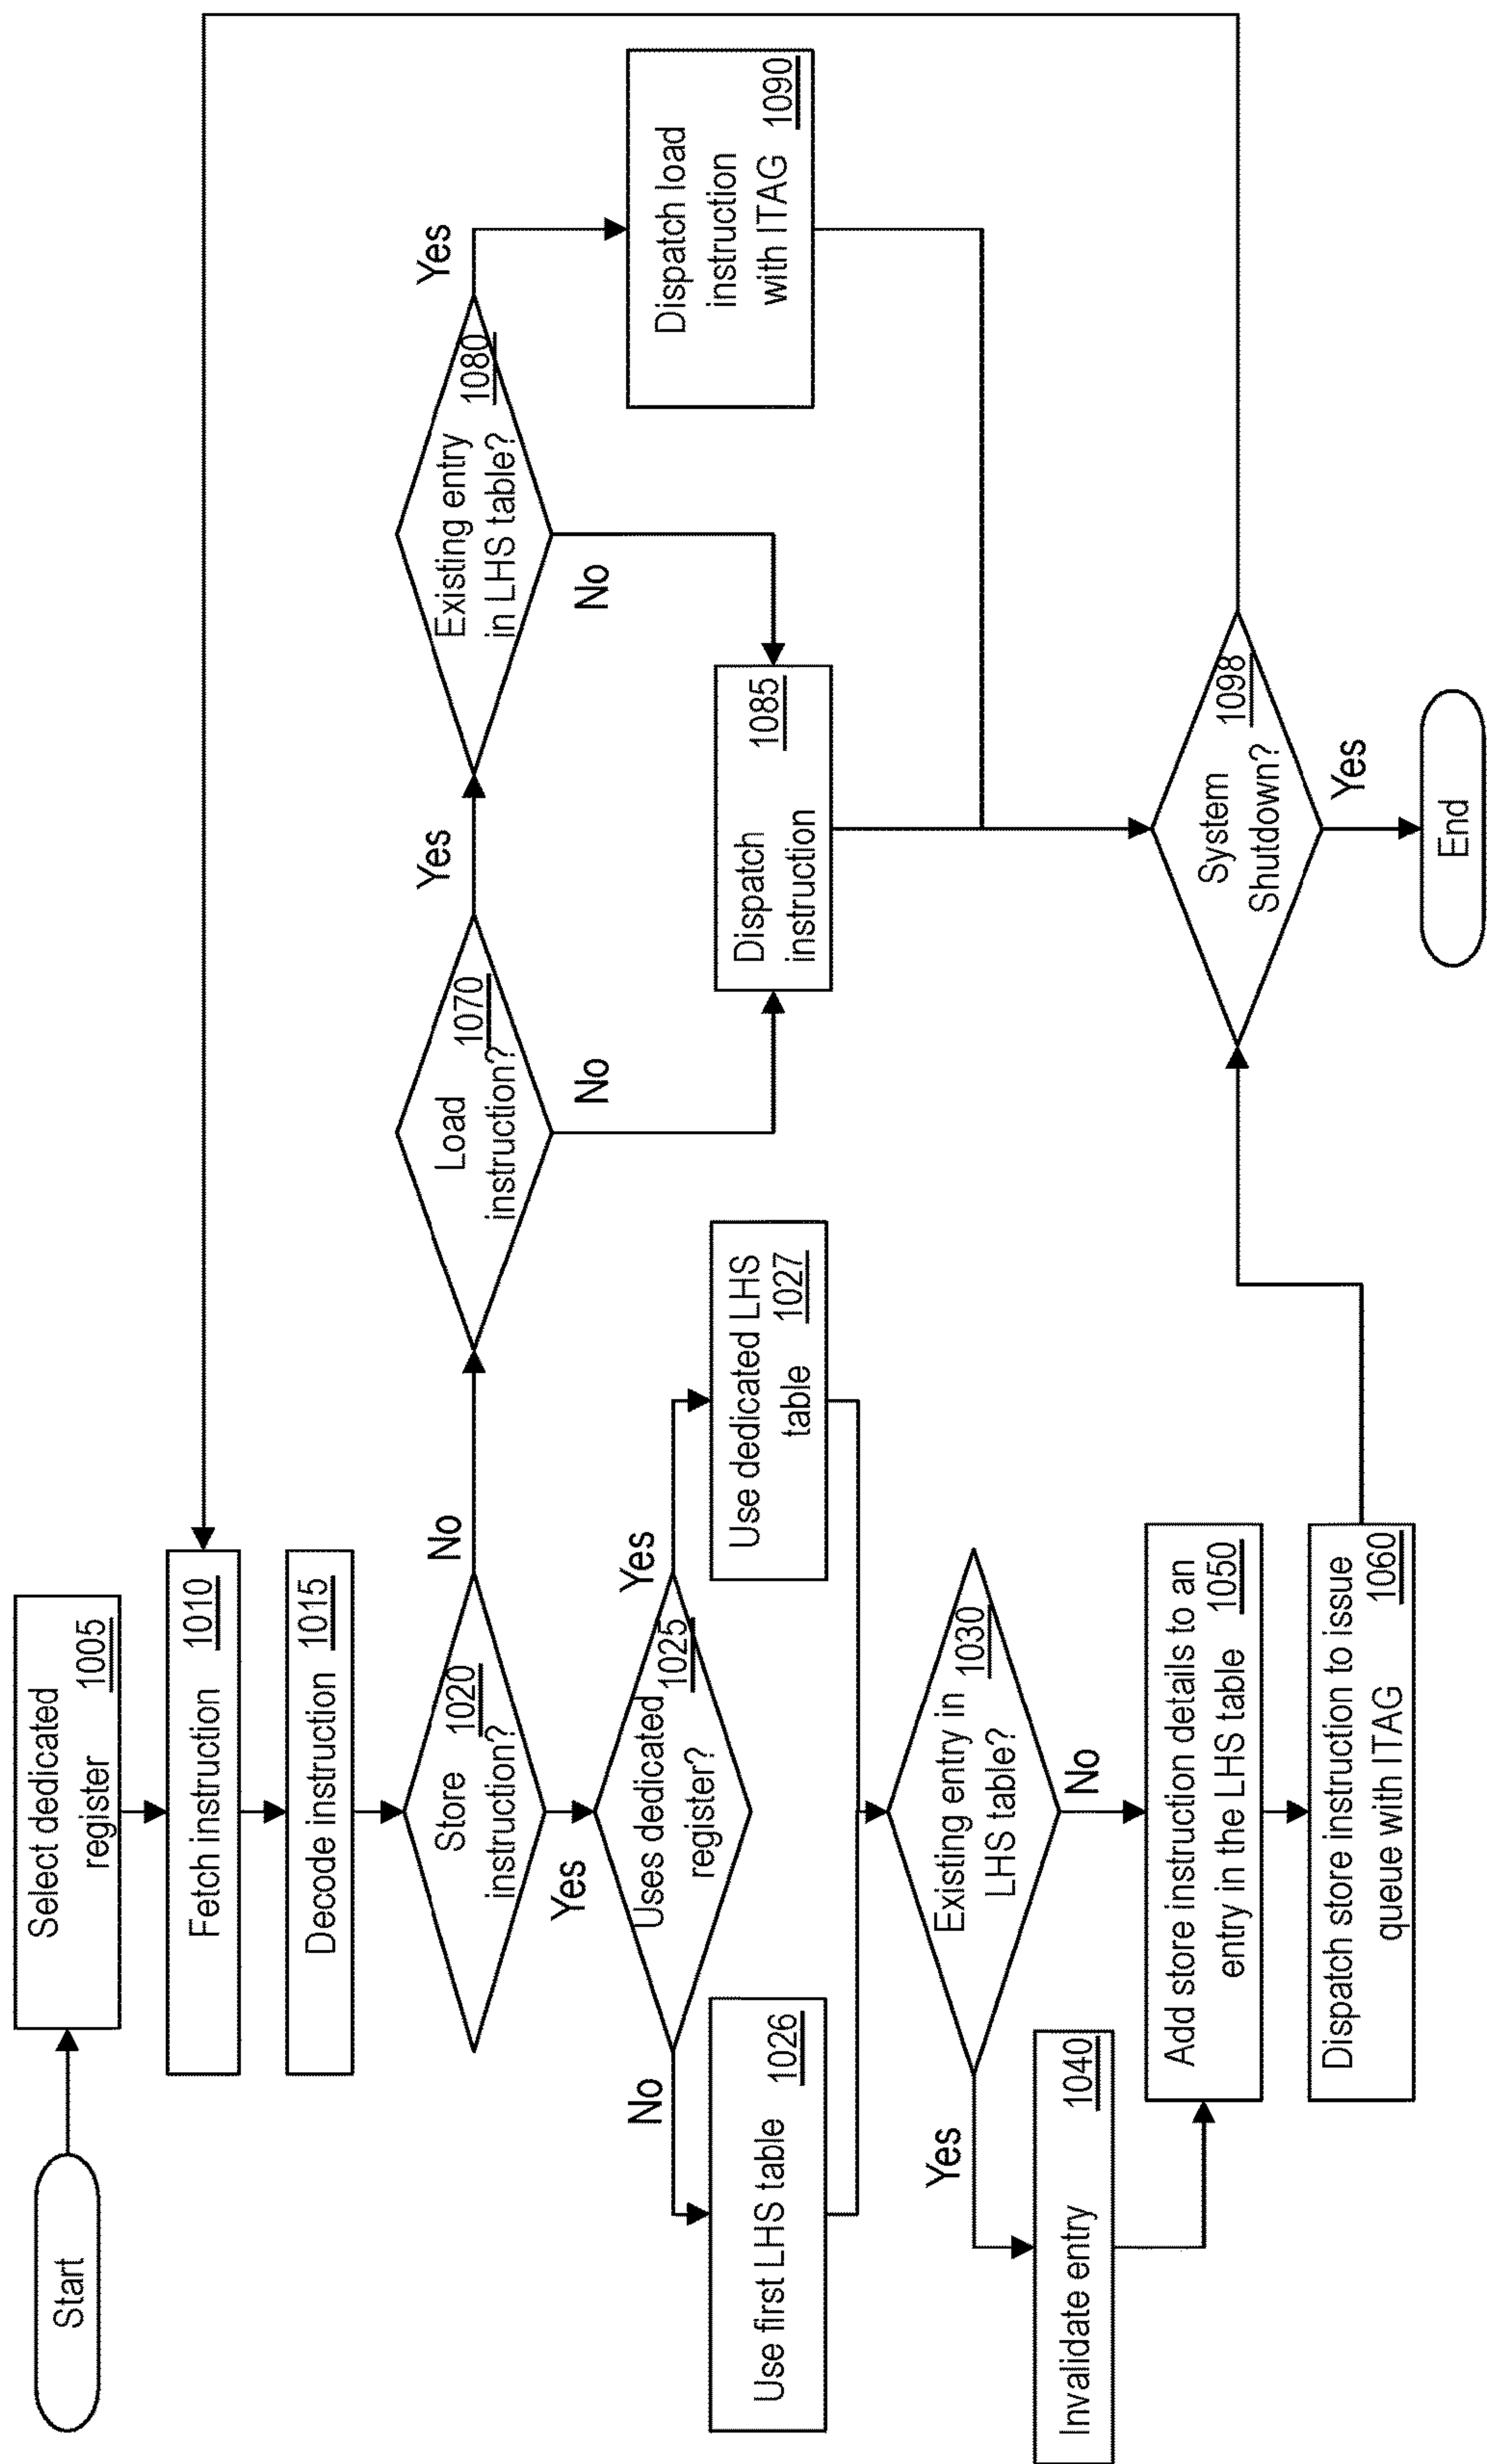 Start
Select dedicated
register 1005
Fetch instruction 1010
Decode instruction 1015
Store 1020
instruction?
No
Yes
Load 1070
instruction?
Yes
No
Existing entry 1080
in LHS table?
Yes
No
Dispatch load
instruction
with ITAG 1090
Dispatch 1085
instruction
Uses dedicated 1025
register?
No
Yes
Use first LHS table 1026
Use dedicated LHS
table 1027
Existing entry in 1030
LHS table?
Yes
No
Invalidate entry 1040
Add store instruction details to an
entry in the LHS table 1050
Dispatch store instruction to issue
queue with ITAG 1060
System 1098
Shutdown?
Yes
End